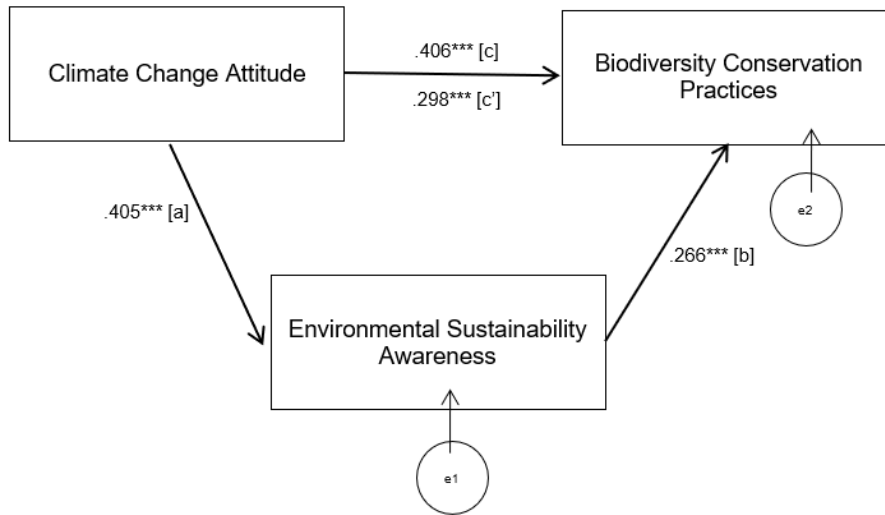 Climate Change Attitude
.406*** [c]
.298*** [c’]
Biodiversity Conservation
Practices
.405*** [a]
e2
.266*** [b]
Environmental Sustainability
Awareness
e1